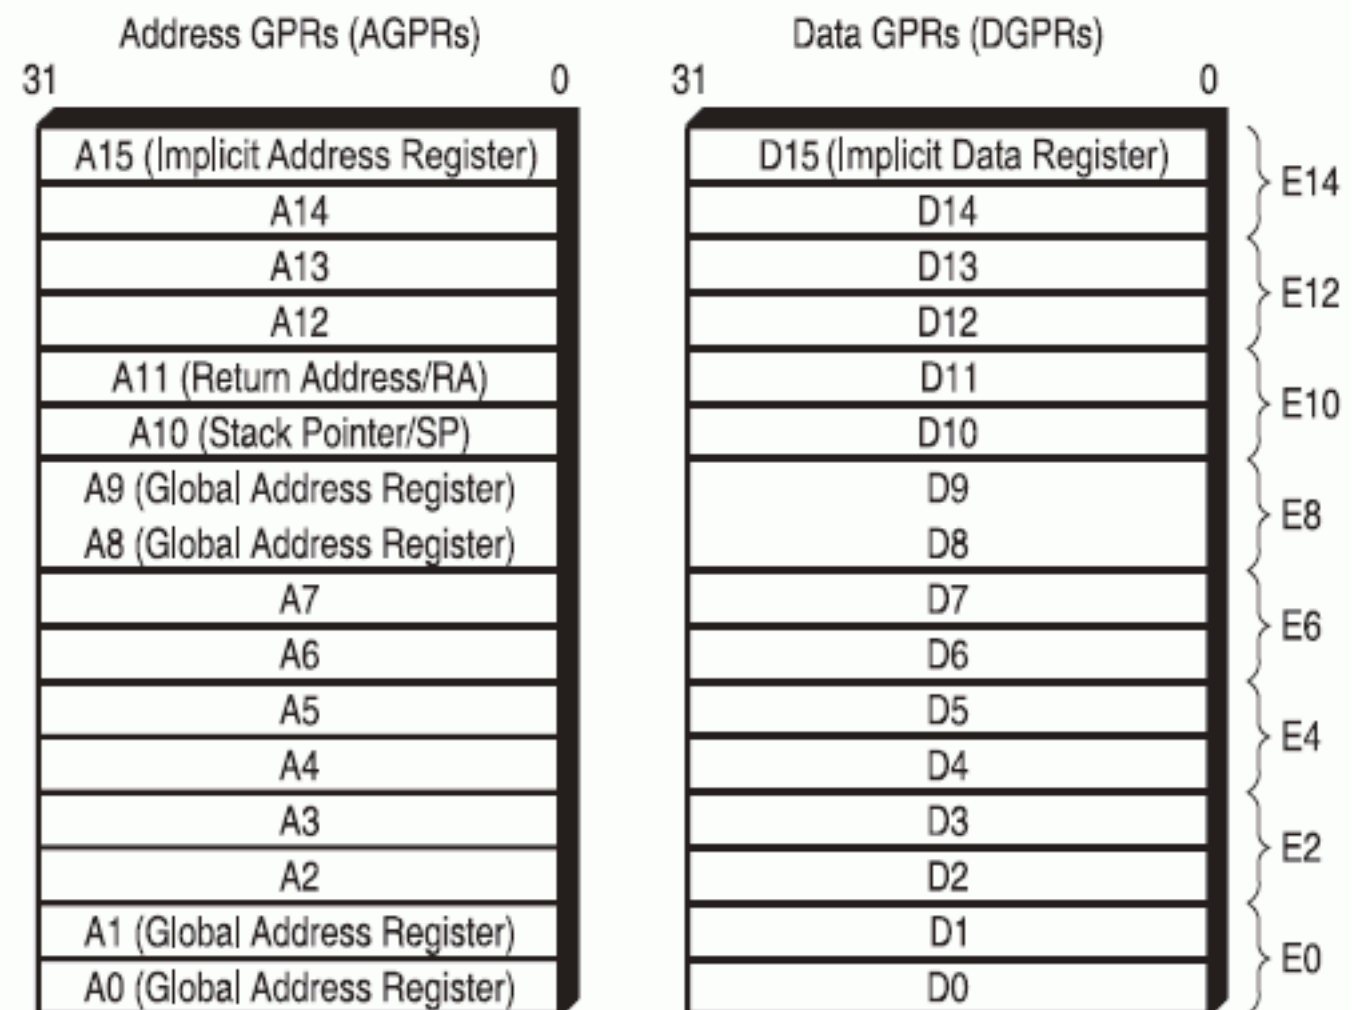 Address GPRs (AGPRs)
31 0
A15 (Implicit Address Register)
A14
A13
A12
A11 (Return Address/RA)
A10 (Stack Pointer/SP)
A9 (Global Address Register)
A8 (Global Address Register)
A7
A6
A5
A4
A3
A2
A1 (Global Address Register)
A0 (Global Address Register)
Data GPRs (DGPRs)
31 0
D15 (Implicit Data Register)
D14
D13
D12
D11
D10
D9
D8
D7
D6
D5
D4
D3
D2
D1
D0
E14
E12
E10
E8
E6
E4
E2
E0